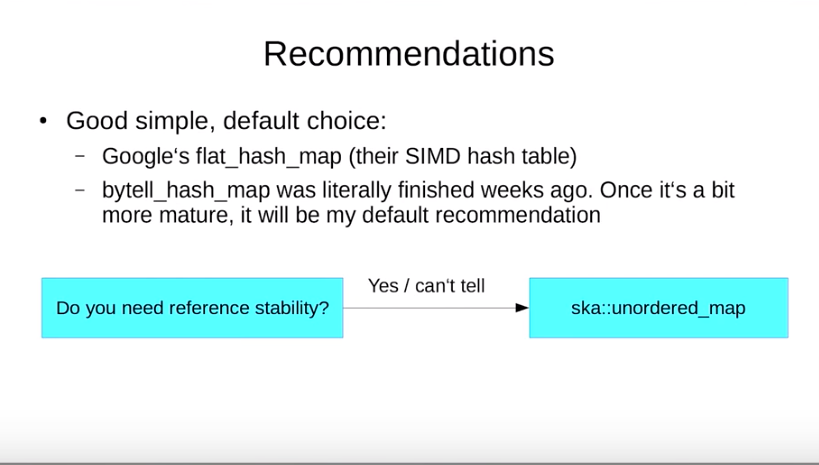 Recommendations
• Good simple, default choice:
– Google‘s flat_hash_map (their SIMD hash table)
– bytell_hash_map was literally finished weeks ago. Once it‘s a bit
more mature, it will be my default recommendation
Do you need reference stability?
Yes / can‘t tell
ska::unordered_map